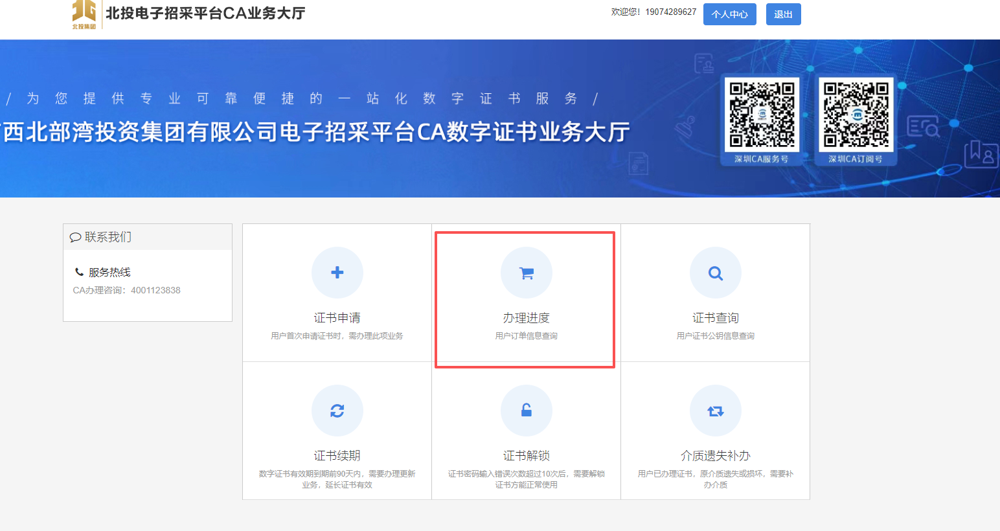 北投集团
北投电子招采平台CA业务大厅
欢迎您！19074289627
个人中心
退出
/ 为您提供专业可靠便捷的一站化数字证书服务 /
西北部湾投资集团有限公司电子招采平台CA数字证书业务大厅
深圳CA服务号
深圳CA订阅号
联系我们
服务热线
CA办理咨询：4001123838
证书申请
用户首次申请证书时，需办理此项业务
办理进度
用户订单信息查询
证书查询
用户证书公钥信息查询
证书续期
数字证书有效期到期前90天内，需要办理更新
业务，延长证书有效
证书解锁
证书密码输入错误次数超过10次后，需要解锁
证书方能正常使用
介质遗失补办
用户已办理证书，原介质遗失或损坏，需要补
办介质